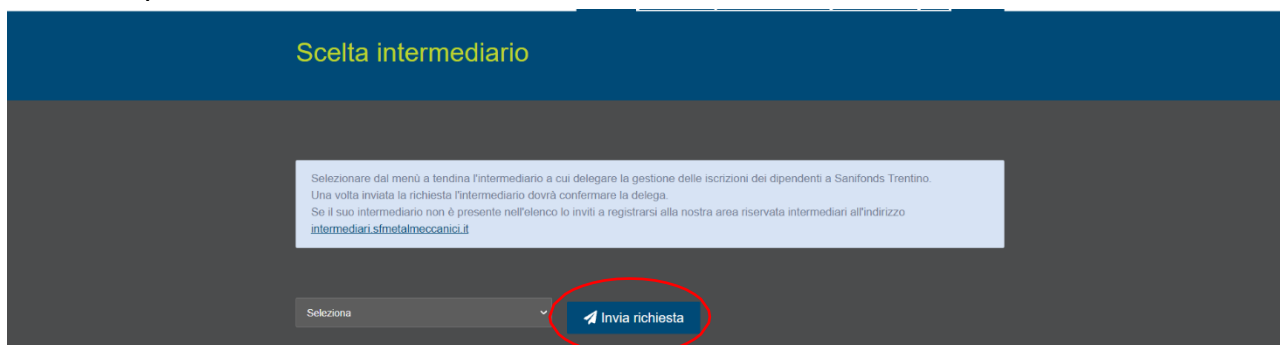 Scelta intermediario
Selezionare dal menù a tendina l'intermediario a cui delegare la gestione delle iscrizioni dei dipendenti a Sanifonds Trentino.
Una volta inviata la richiesta l'intermediario dovrà confermare la delega.
Se il suo intermediario non è presente nell'elenco lo inviti a registrarsi alla nostra area riservata intermediari all'indirizzo
intermediari.sfmetalmeccanici.it
Seleziona
Invia richiesta